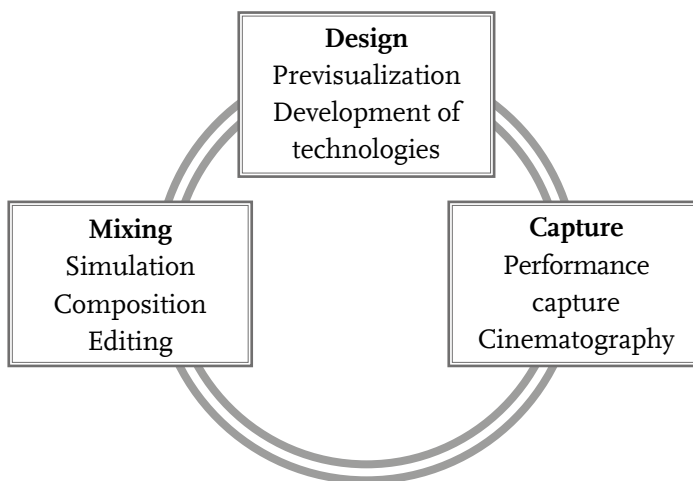 Design
Previsualization
Development of
technologies
Mixing
Simulation
Composition
Editing
Capture
Performance
capture
Cinematography